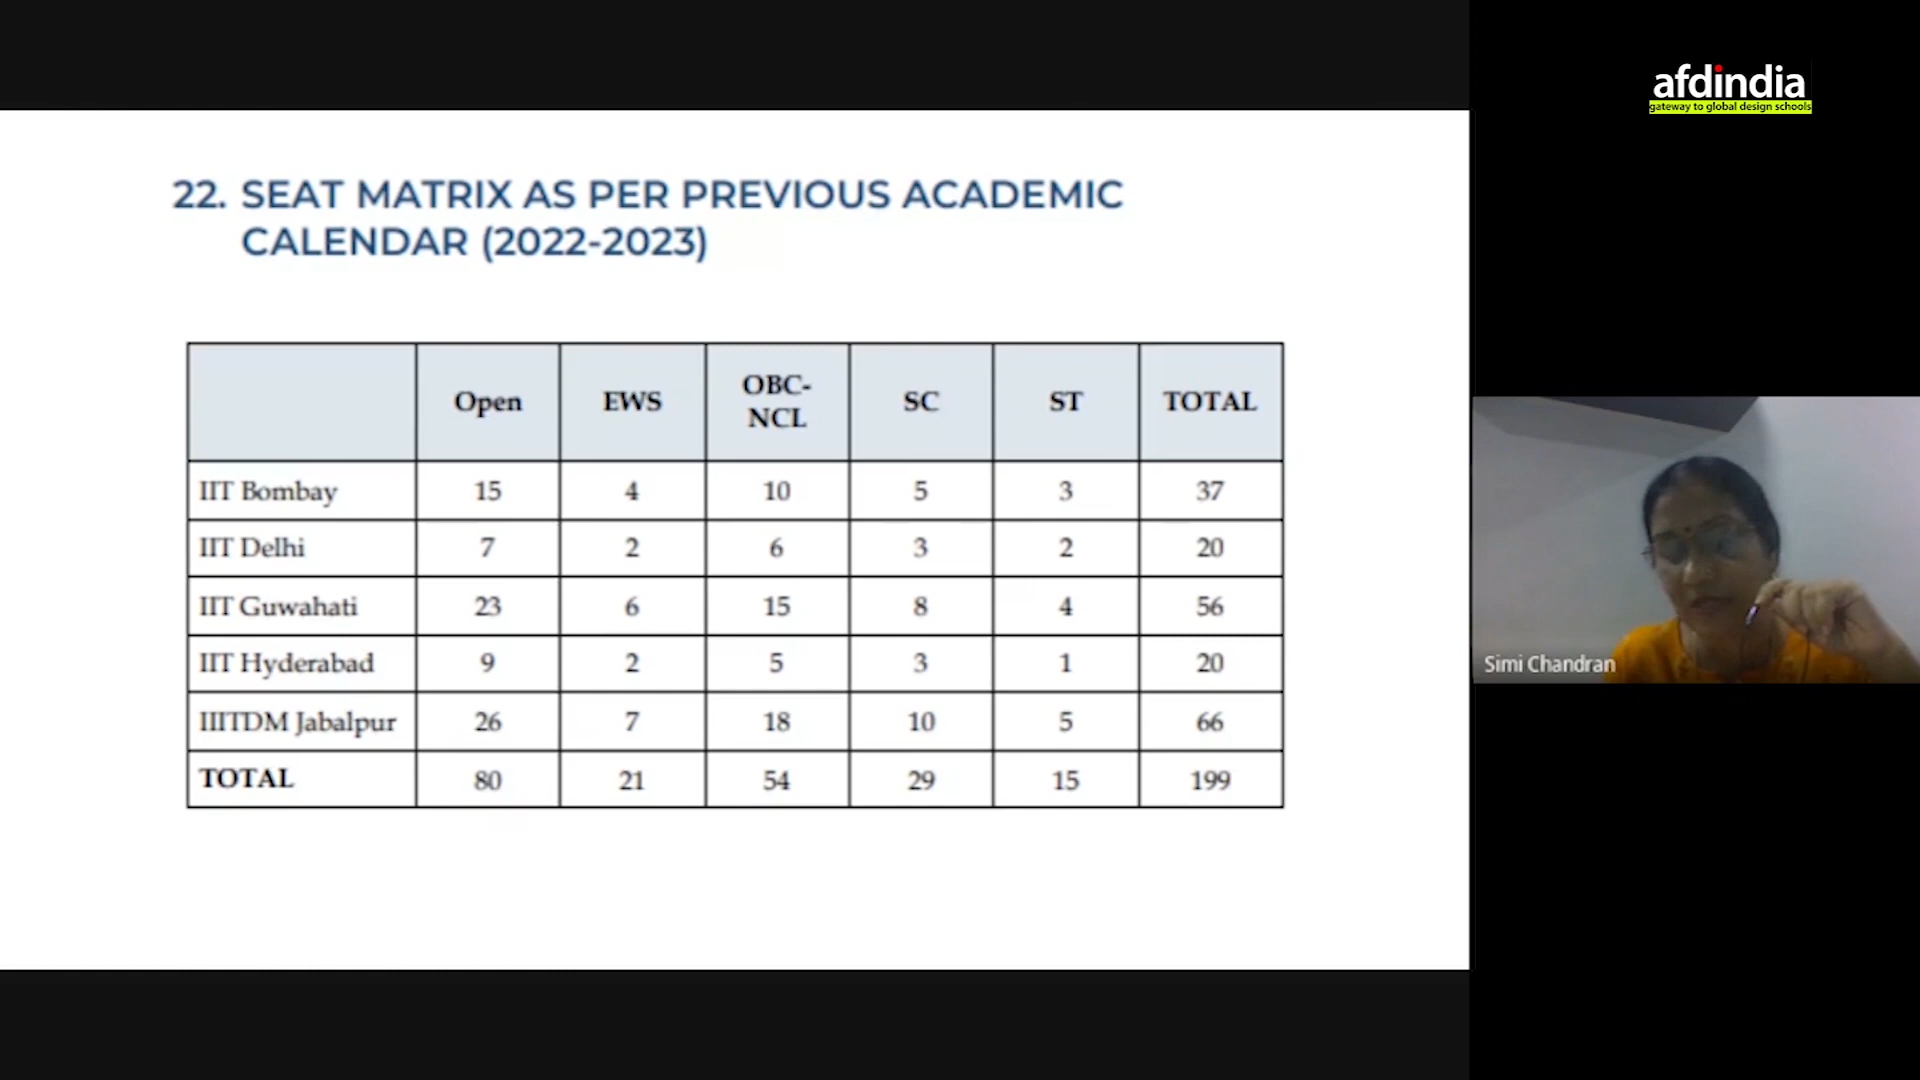 afdindia
gateway to global design schools
22. SEAT MATRIX AS PER PREVIOUS ACADEMIC
CALENDAR (2022-2023)
Open EWS OBC-NCL SC ST TOTAL
IIT Bombay 15 4 10 5 3 37
IIT Delhi 7 2 6 3 2 20
IIT Guwahati 23 6 15 8 4 56
IIT Hyderabad 9 2 5 3 1 20
IIITDM Jabalpur 26 7 18 10 5 66
TOTAL 80 21 54 29 15 199
Simi Chandran